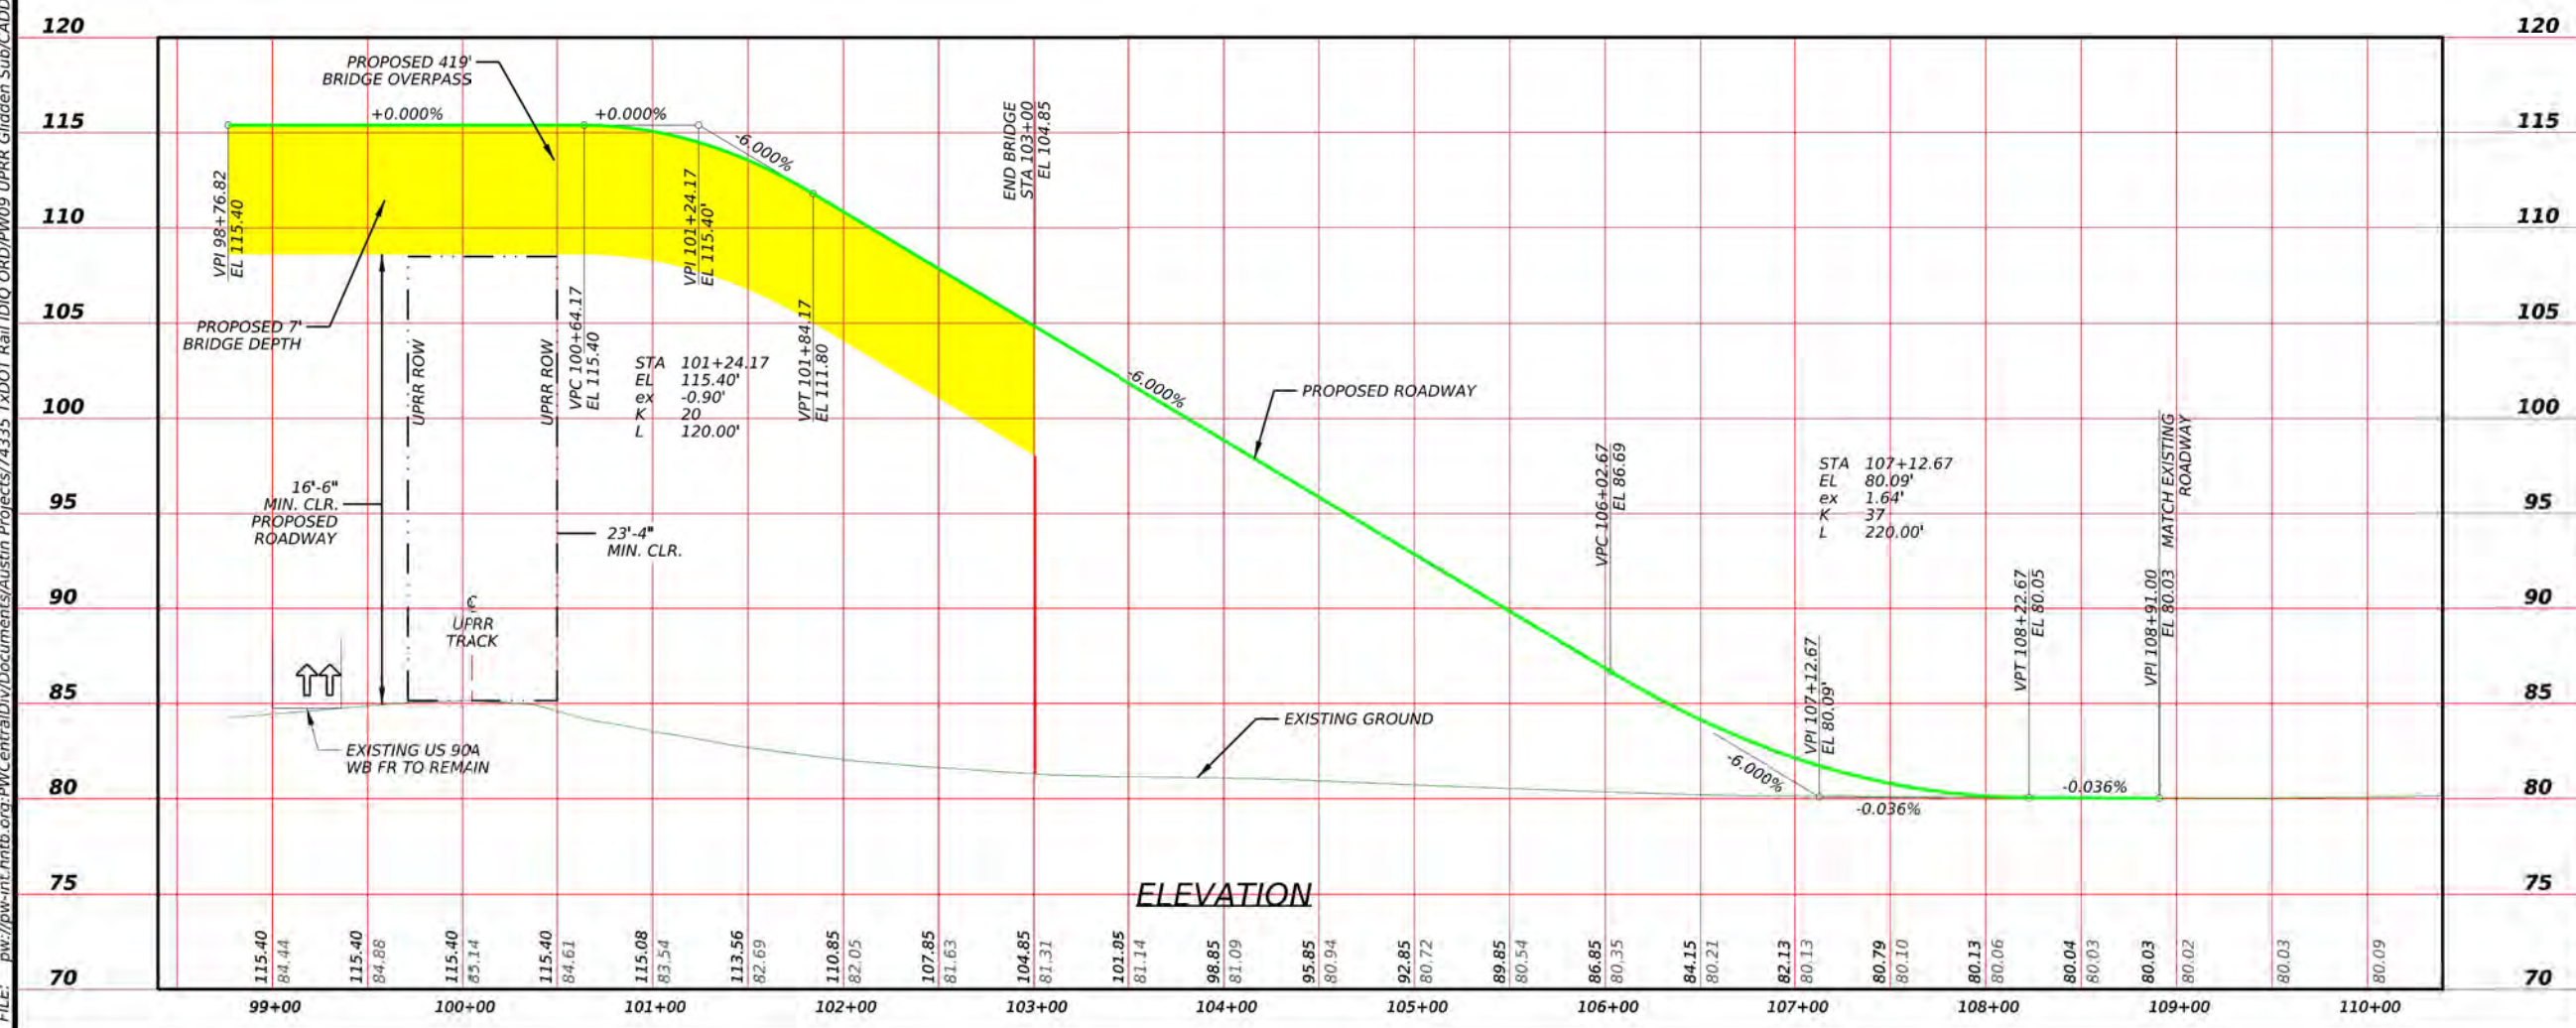 120
115
110
105
100
95
90
85
80
75
70
PROPOSED 419'
BRIDGE OVERPASS
+0.000%
+0.000%
-6.000%
VPI 98+76.82
EL 115.40
VPI 101+24.17
EL 115.40'
END BRIDGE
STA 103+00
EL 104.85
PROPOSED 7'
BRIDGE DEPTH
UPRR ROW
UPRR ROW
VPC 100+64.17
EL 115.40
STA 101+24.17
EL 115.40'
ex -0.90'
K 20
L 120.00'
VPT 101+84.17
EL 111.80
-6.000%
PROPOSED ROADWAY
16'-6"
MIN. CLR.
PROPOSED
ROADWAY
23'-4"
MIN. CLR.
VPC 106+02.67
EL 86.69
STA 107+12.67
EL 80.09'
ex 1.64'
K 37
L 220.00'
MATCH EXISTING
ROADWAY
VPI 108+91.00
EL 80.03
VPT 108+22.67
EL 80.05
UPRR
TRACK
VPI 107+12.67
EL 80.09'
EXISTING US 90A
WB FR TO REMAIN
EXISTING GROUND
-6.000%
-0.036%
-0.036%
ELEVATION
115.40
84.44
115.40
84.88
115.40
85.14
115.40
84.61
115.08
83.54
113.56
82.69
110.85
82.05
107.85
81.63
104.85
81.31
101.85
81.14
98.85
81.09
95.85
80.94
92.85
80.72
89.85
80.54
86.85
80.35
84.15
80.21
82.13
80.13
80.79
80.10
80.13
80.06
80.04
80.03
80.03
80.02
80.03
80.09
99+00
100+00
101+00
102+00
103+00
104+00
105+00
106+00
107+00
108+00
109+00
110+00
120
115
110
105
100
95
90
85
80
75
70